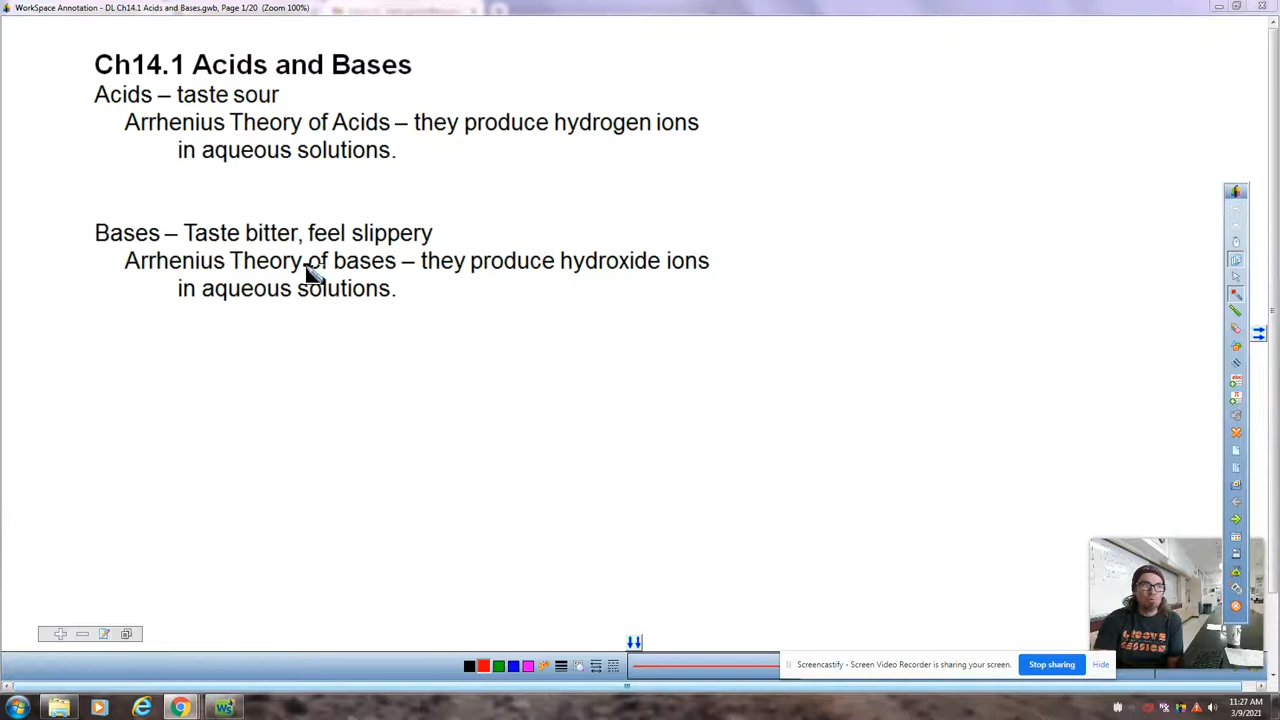 WorkSpace Annotation - DL Ch14.1 Acids and Bases.gwb, Page 1/20 (Zoom 100%)
Ch14.1 Acids and Bases
Acids – taste sour
Arrhenius Theory of Acids – they produce hydrogen ions
in aqueous solutions.
Bases – Taste bitter, feel slippery
Arrhenius Theory of bases – they produce hydroxide ions
in aqueous solutions.
GROOVE
SESSION
Screencastify - Screen Video Recorder is sharing your screen.
Stop sharing
Hide
11:27 AM
3/9/2021